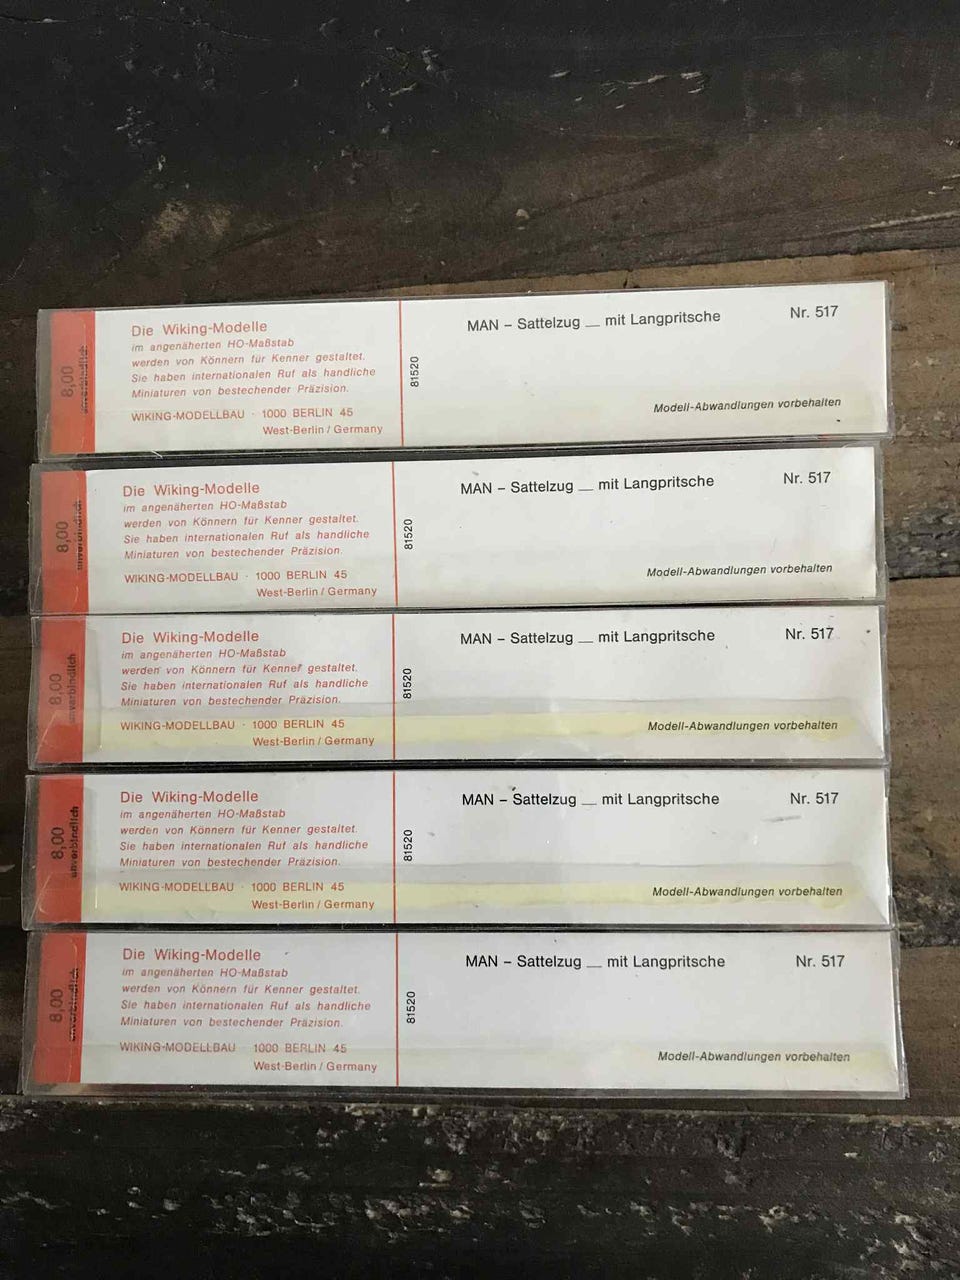 8,00
unverbindlich
Die Wiking-Modelle
im angenäherten HO-Maßstab
werden von Könnern für Kenner gestaltet.
Sie haben internationalen Ruf als handliche
Miniaturen von bestechender Präzision.
WIKING-MODELLBAU · 1000 BERLIN 45
West-Berlin / Germany
81520
MAN – Sattelzug __ mit Langpritsche
Nr. 517
Modell-Abwandlungen vorbehalten
8,00
unverbindlich
Die Wiking-Modelle
im angenäherten HO-Maßstab
werden von Könnern für Kenner gestaltet.
Sie haben internationalen Ruf als handliche
Miniaturen von bestechender Präzision.
WIKING-MODELLBAU · 1000 BERLIN 45
West-Berlin / Germany
81520
MAN – Sattelzug __ mit Langpritsche
Nr. 517
Modell-Abwandlungen vorbehalten
8,00
unverbindlich
Die Wiking-Modelle
im angenäherten HO-Maßstab
werden von Könnern für Kenner gestaltet.
Sie haben internationalen Ruf als handliche
Miniaturen von bestechender Präzision.
WIKING-MODELLBAU · 1000 BERLIN 45
West-Berlin / Germany
81520
MAN – Sattelzug __ mit Langpritsche
Nr. 517
Modell-Abwandlungen vorbehalten
8,00
unverbindlich
Die Wiking-Modelle
im angenäherten HO-Maßstab
werden von Könnern für Kenner gestaltet.
Sie haben internationalen Ruf als handliche
Miniaturen von bestechender Präzision.
WIKING-MODELLBAU · 1000 BERLIN 45
West-Berlin / Germany
81520
MAN – Sattelzug __ mit Langpritsche
Nr. 517
Modell-Abwandlungen vorbehalten
8,00
unverbindlich
Die Wiking-Modelle
im angenäherten HO-Maßstab
werden von Könnern für Kenner gestaltet.
Sie haben internationalen Ruf als handliche
Miniaturen von bestechender Präzision.
WIKING-MODELLBAU 1000 BERLIN 45
West-Berlin / Germany
81520
MAN – Sattelzug __ mit Langpritsche
Nr. 517
Modell-Abwandlungen vorbehalten